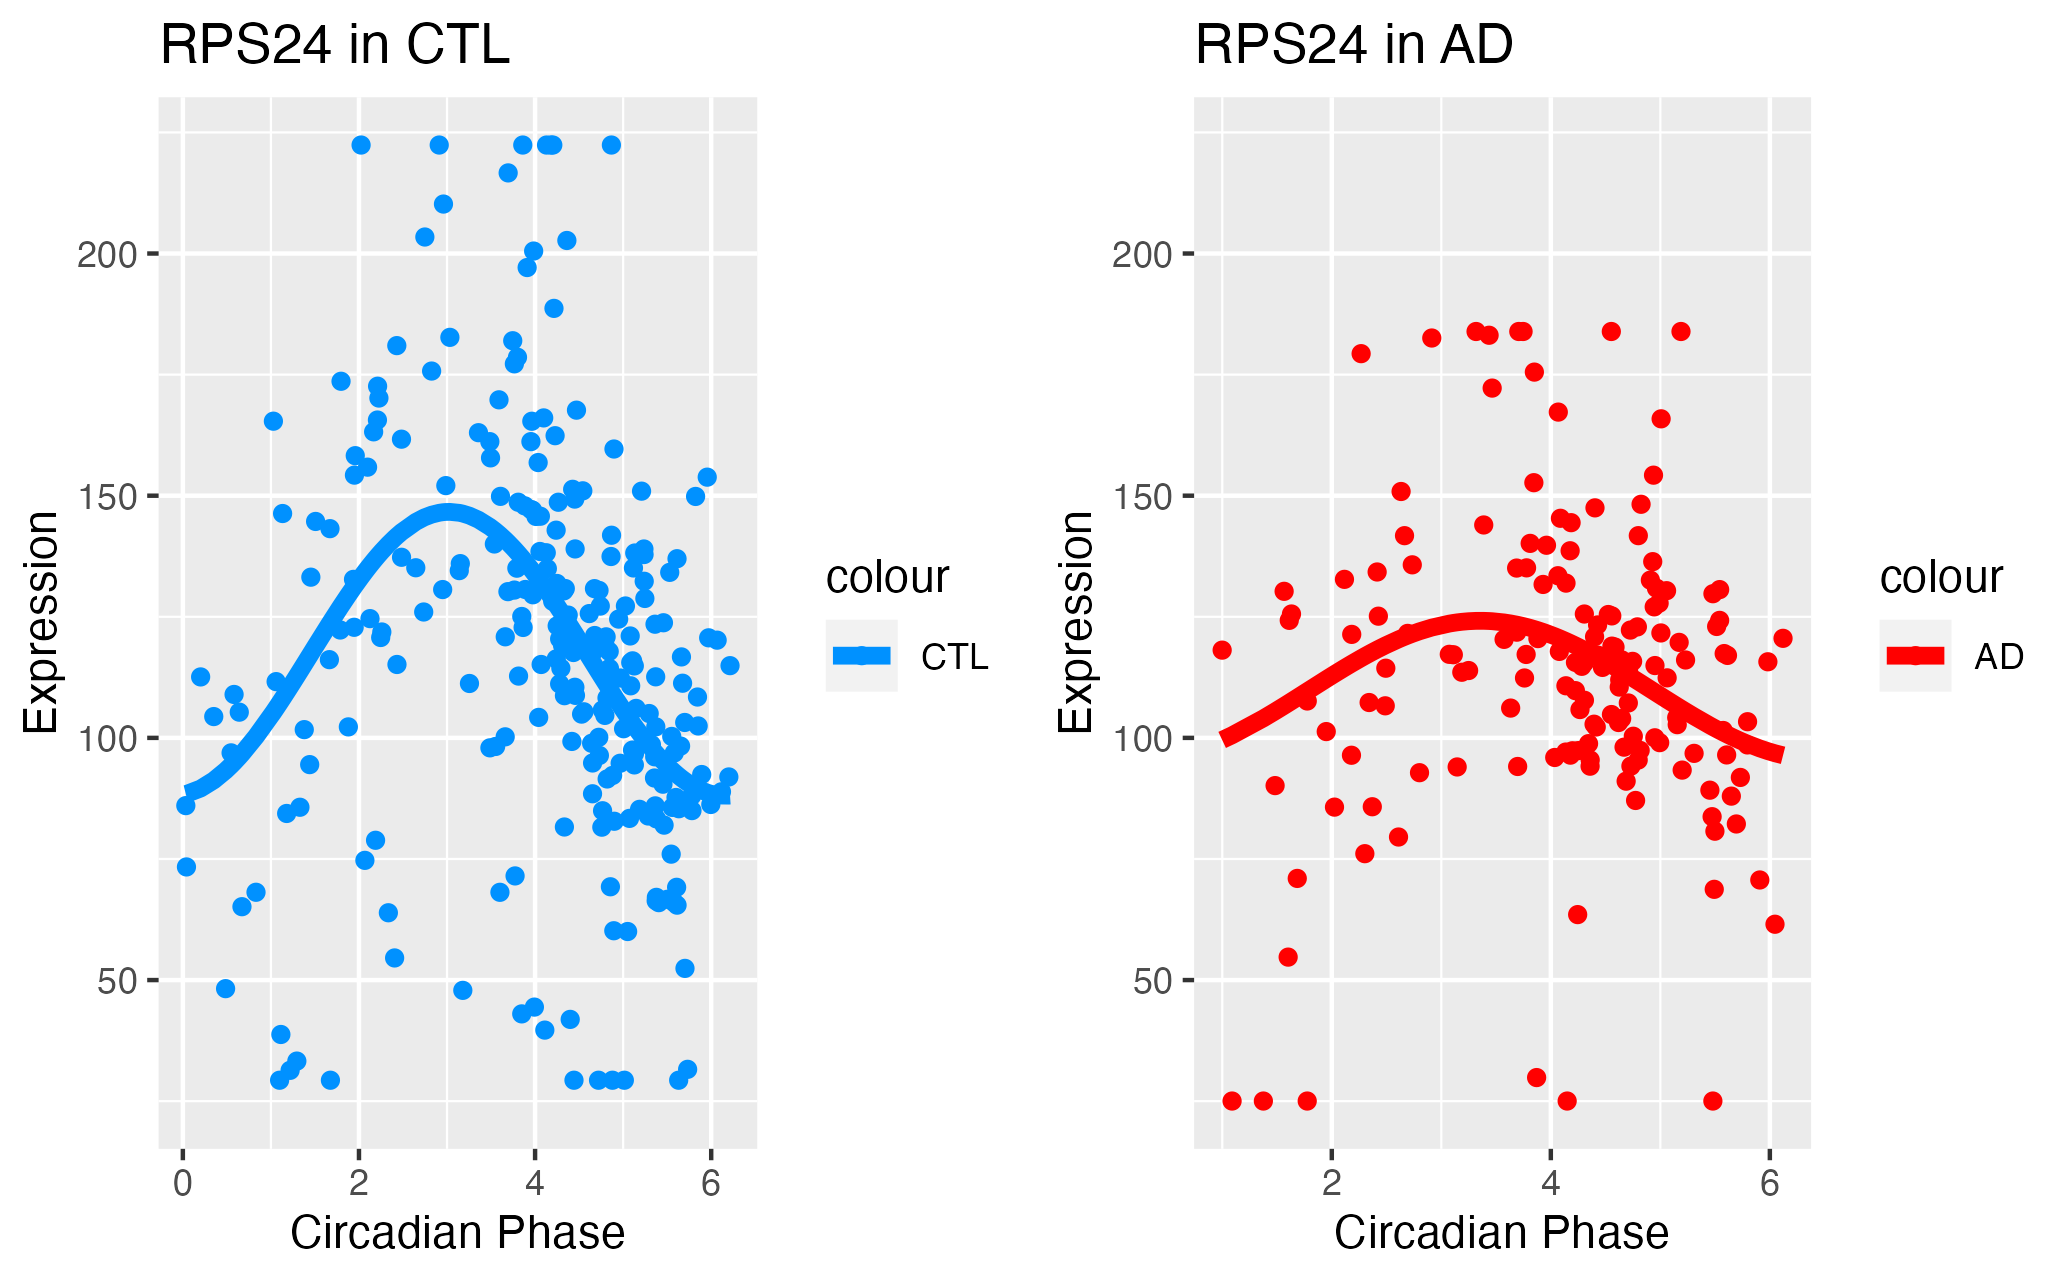 RPS24 in CTL
200
150
100
50
Expression
0 2 4 6
Circadian Phase
colour
CTL
RPS24 in AD
200
150
100
50
Expression
2 4 6
Circadian Phase
colour
AD